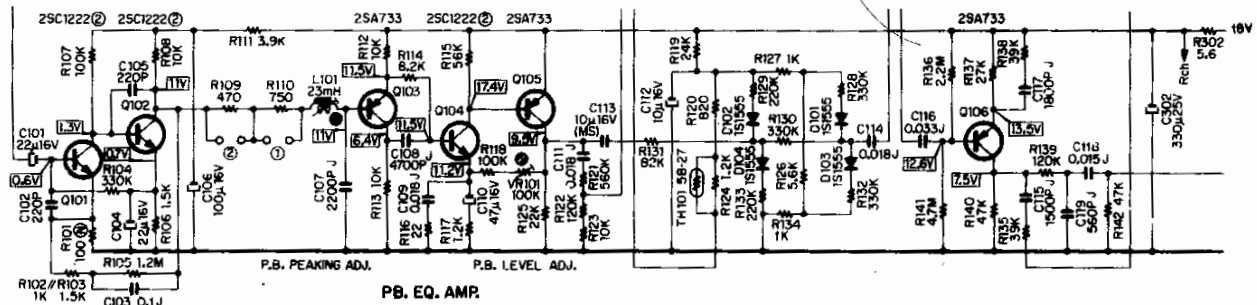 2SC1222②
2SC1222②
2SA733
2SC1222②
2SA733
2SA733
18V
R107
100K
R108
10K
R111 3.9K
R112
10K
R114
8.2K
R115
56K
R119
24K
R127 1K
R128
330K
R129
220K
R136
2.2M
R137
27K
R138
39K
R302
5.6
Rch
C105
220P
11V
R109
470
R110
750
L101
23mH
11.5V
17.4V
Q105
C113
10μ16V
(MS)
C112
10μ16V
R120
820
D102
1S1555
D101
1S1555
C117
1800P J
C302
330μ25V
Q102
Q103
Q104
Q106
C101
22μ16V
1.3V
11V
11.5V
9.5V
R130
330K
C114
0.018J
C116
0.033J
13.5V
0.7V
②
①
6.4V
C108
4700P J
R118
100K
VR101
100K
R131
82K
D104
1S1555
D103
1S1555
12.6V
R139
120K
C118
0.015J
0.6V
R104
330K
11.2V
C111
0.018 J
R121
560K
TH101 SB-27
7.5V
C102
220P
Q101
C104
22μ16V
R106 1.5K
C106
100μ16V
C107
2200P J
R113 10K
C109
0.018J
R116
22
R117
1.2K
C110
47μ16V
R125
22K
R122
120K
R123
10K
R124
1.2K
R133
220K
R126
5.6K
R132
330K
R134
1K
R141
4.7M
R140
47K
R135
39K
C115
1500P J
C119
560P J
R142 47K
R101
100
R105 1.2M
R102//R103
1K 1.5K
C103 0.1J
P.B. PEAKING ADJ.
P.B. LEVEL ADJ.
PB. EQ. AMP.